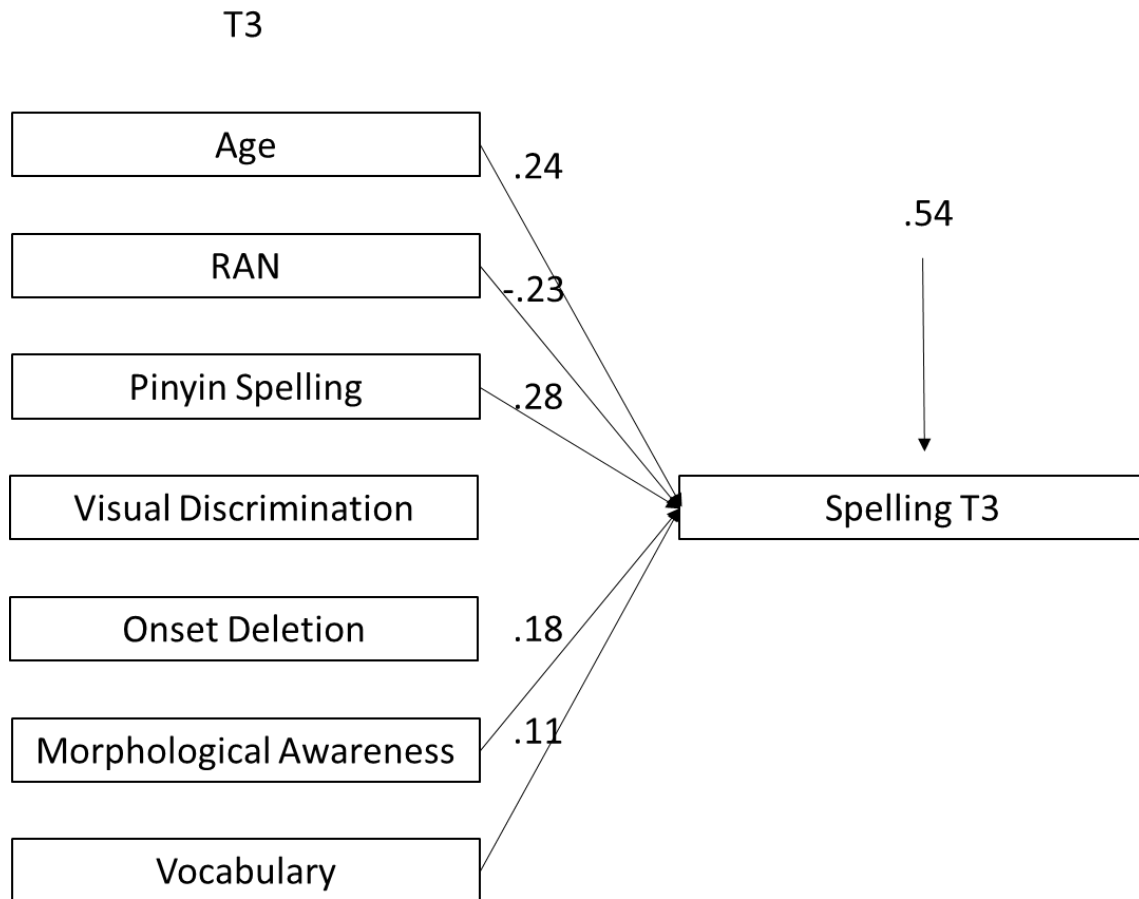 T3
Age
.24
.54
RAN
-.23
Pinyin Spelling
.28
Visual Discrimination
Spelling T3
Onset Deletion
.18
Morphological Awareness
.11
Vocabulary